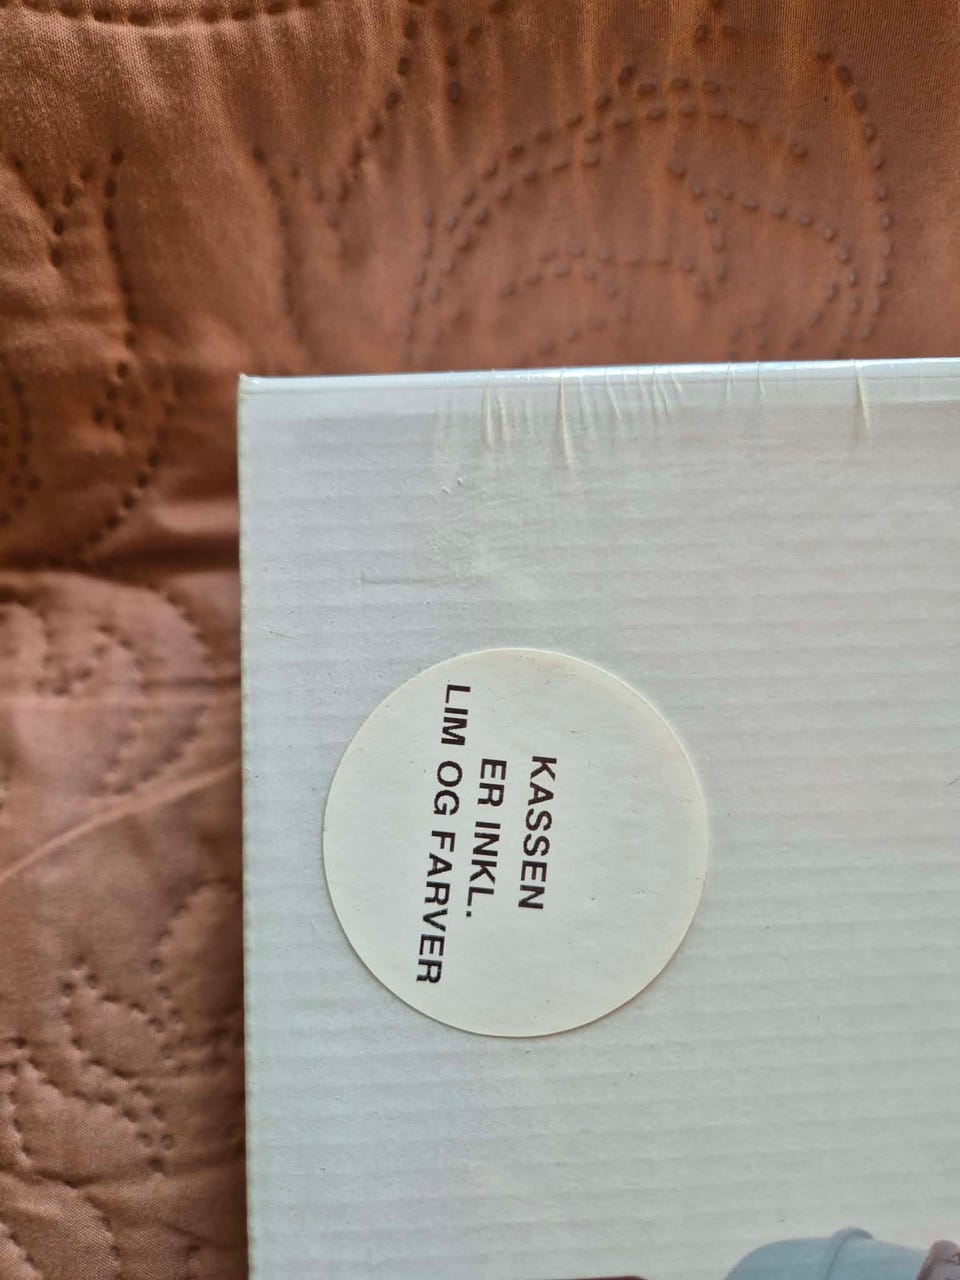 KASSEN
ER INKL.
LIM OG FARVER